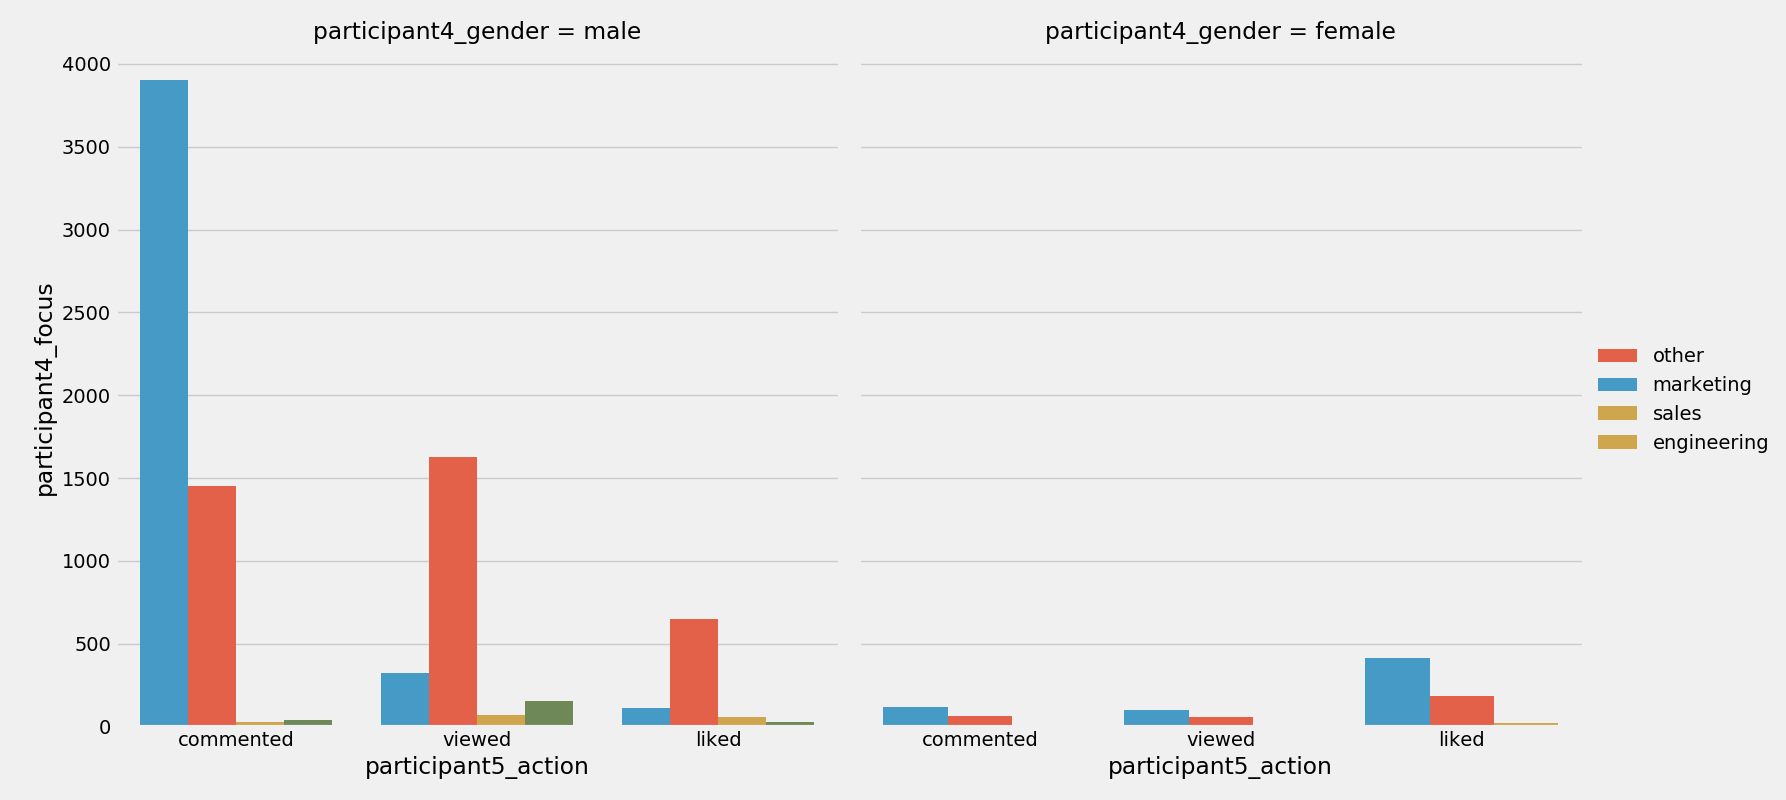 participant4_gender = male
participant4_gender = female
4000
3500
3000
2500
2000
1500
1000
500
0
participant4_focus
commented viewed liked
commented viewed liked
participant5_action
participant5_action
other
marketing
sales
engineering